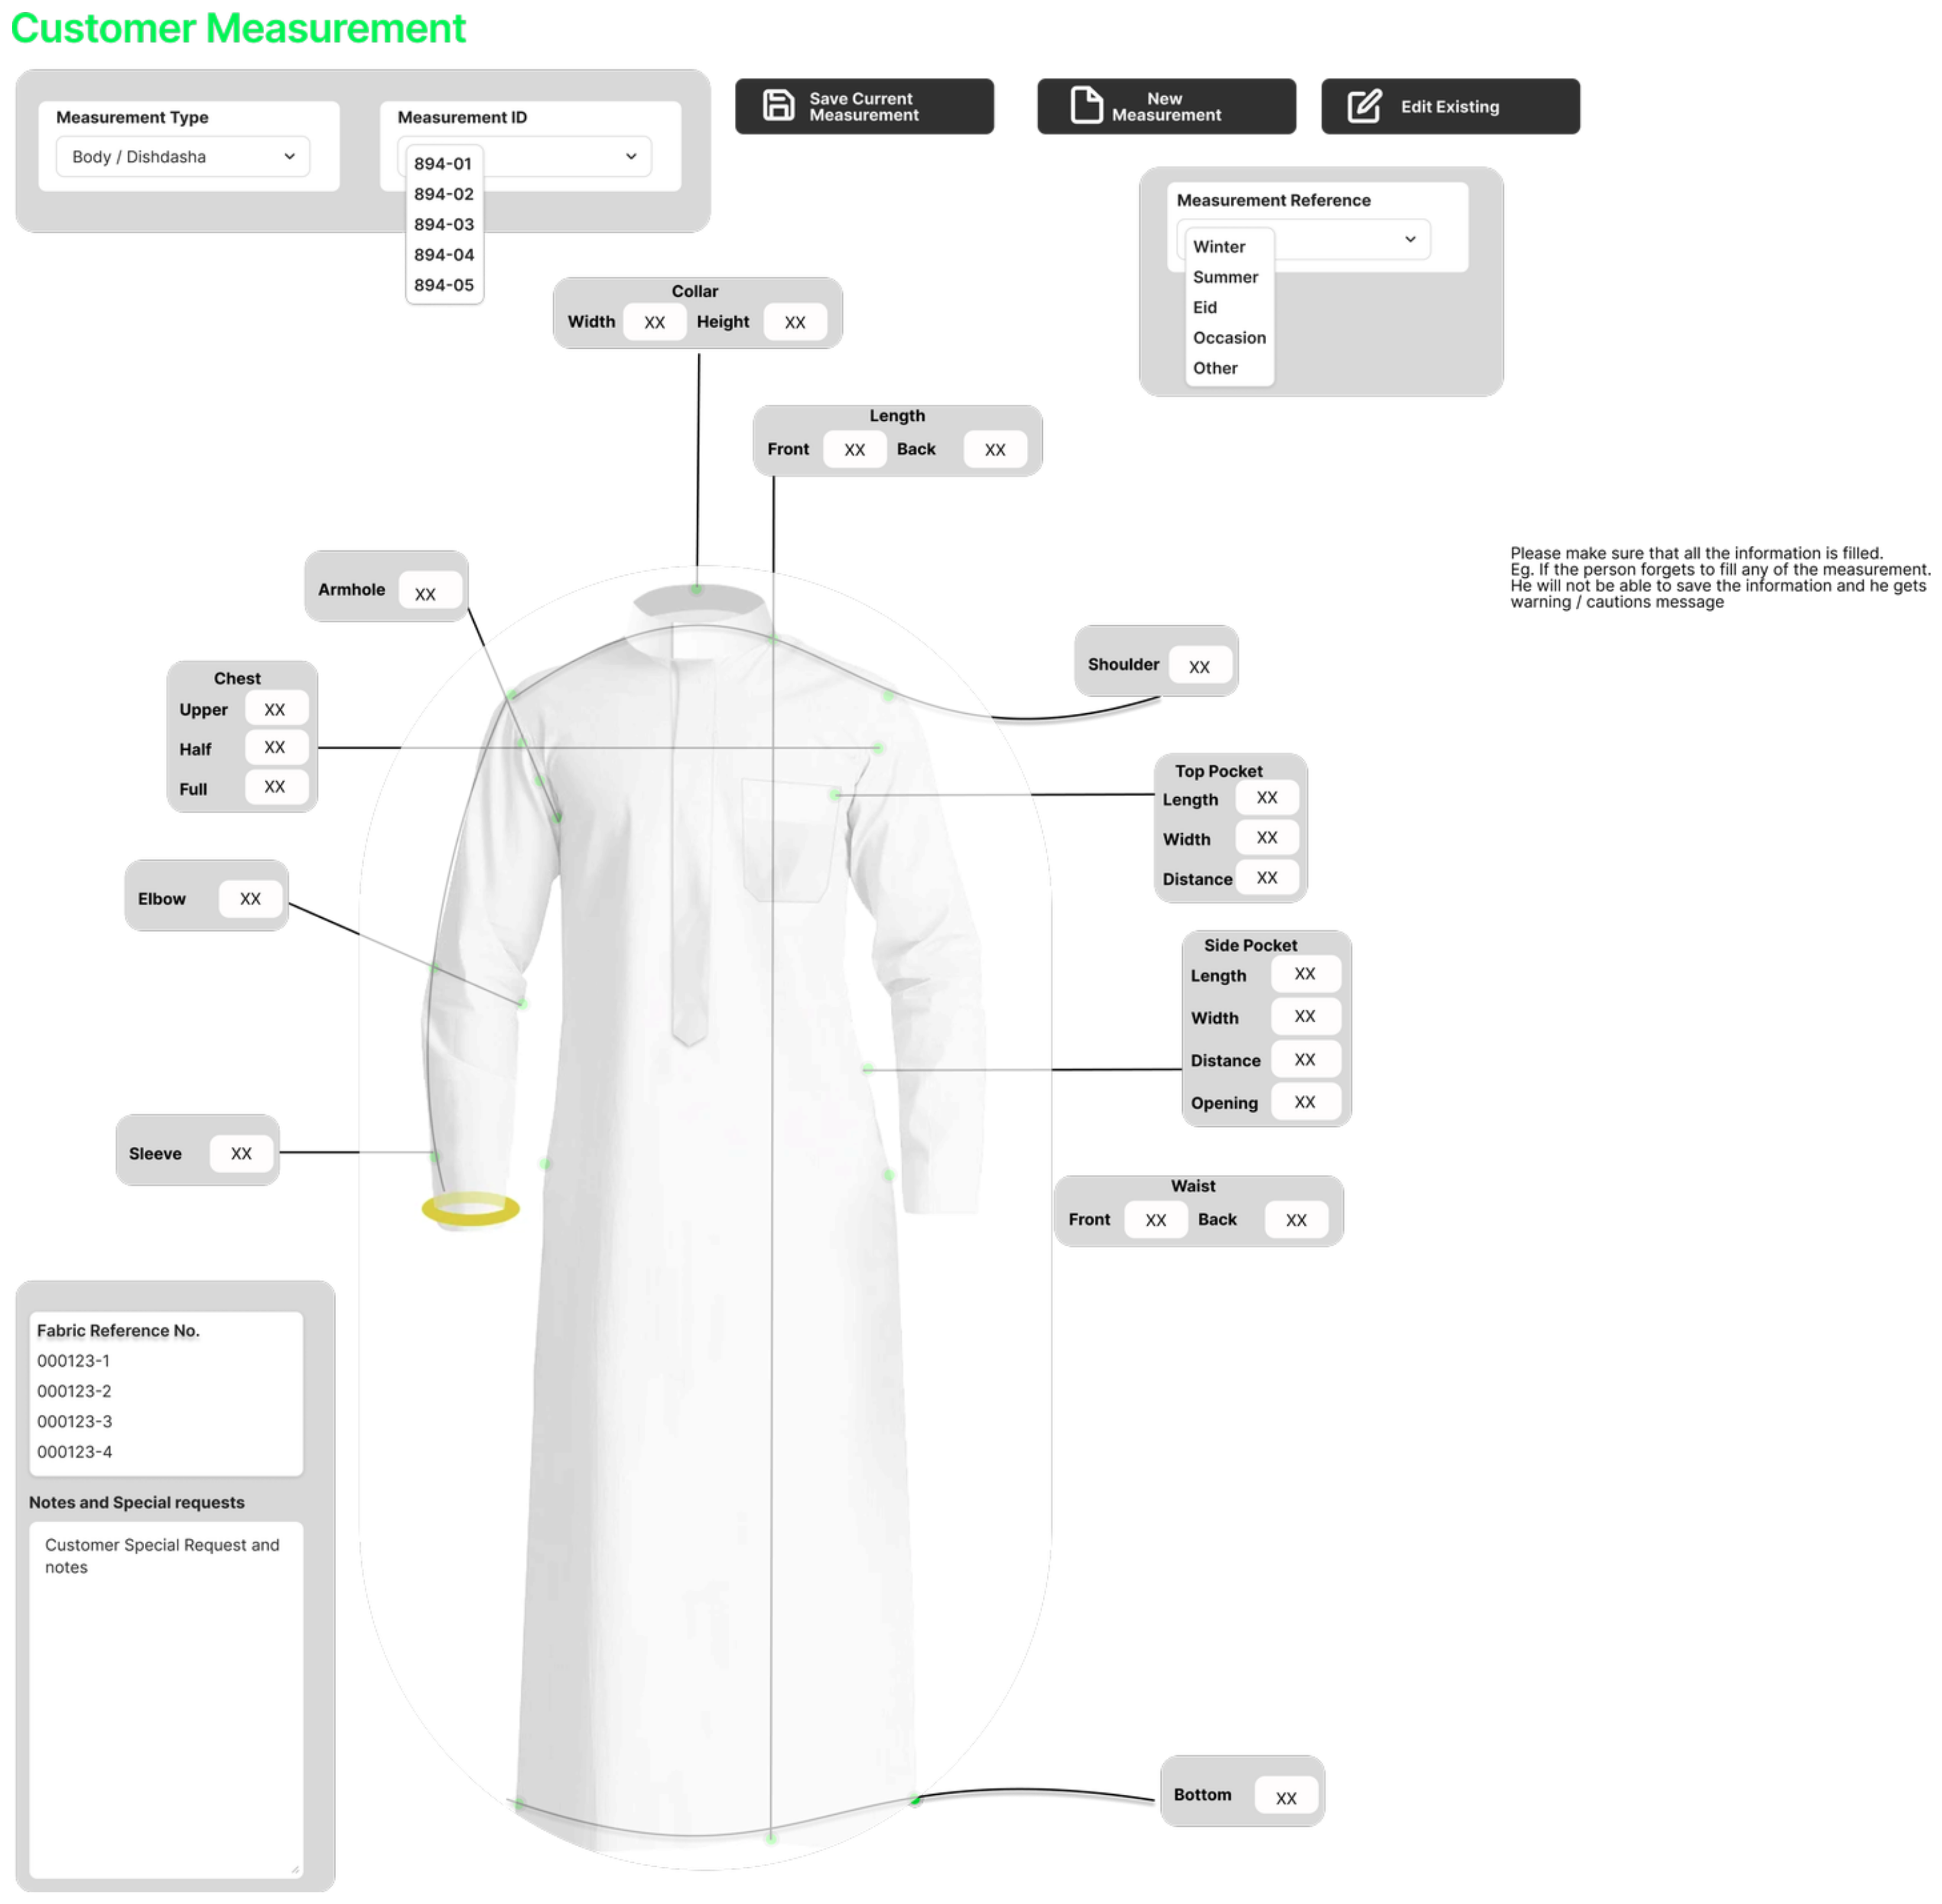 Customer Measurement
Measurement Type
Body / Dishdasha
Measurement ID
894-01
894-02
894-03
894-04
894-05
Save Current
Measurement
New
Measurement
Edit Existing
Measurement Reference
Winter
Summer
Eid
Occasion
Other
Collar
Width XX Height XX
Length
Front XX Back XX
Please make sure that all the information is filled.
Eg. If the person forgets to fill any of the measurement.
He will not be able to save the information and he gets
warning / cautions message
Armhole XX
Shoulder XX
Chest
Upper XX
Half XX
Full XX
Top Pocket
Length XX
Width XX
Distance XX
Elbow XX
Side Pocket
Length XX
Width XX
Distance XX
Opening XX
Sleeve XX
Waist
Front XX Back XX
Fabric Reference No.
000123-1
000123-2
000123-3
000123-4
Notes and Special requests
Customer Special Request and
notes
Bottom XX